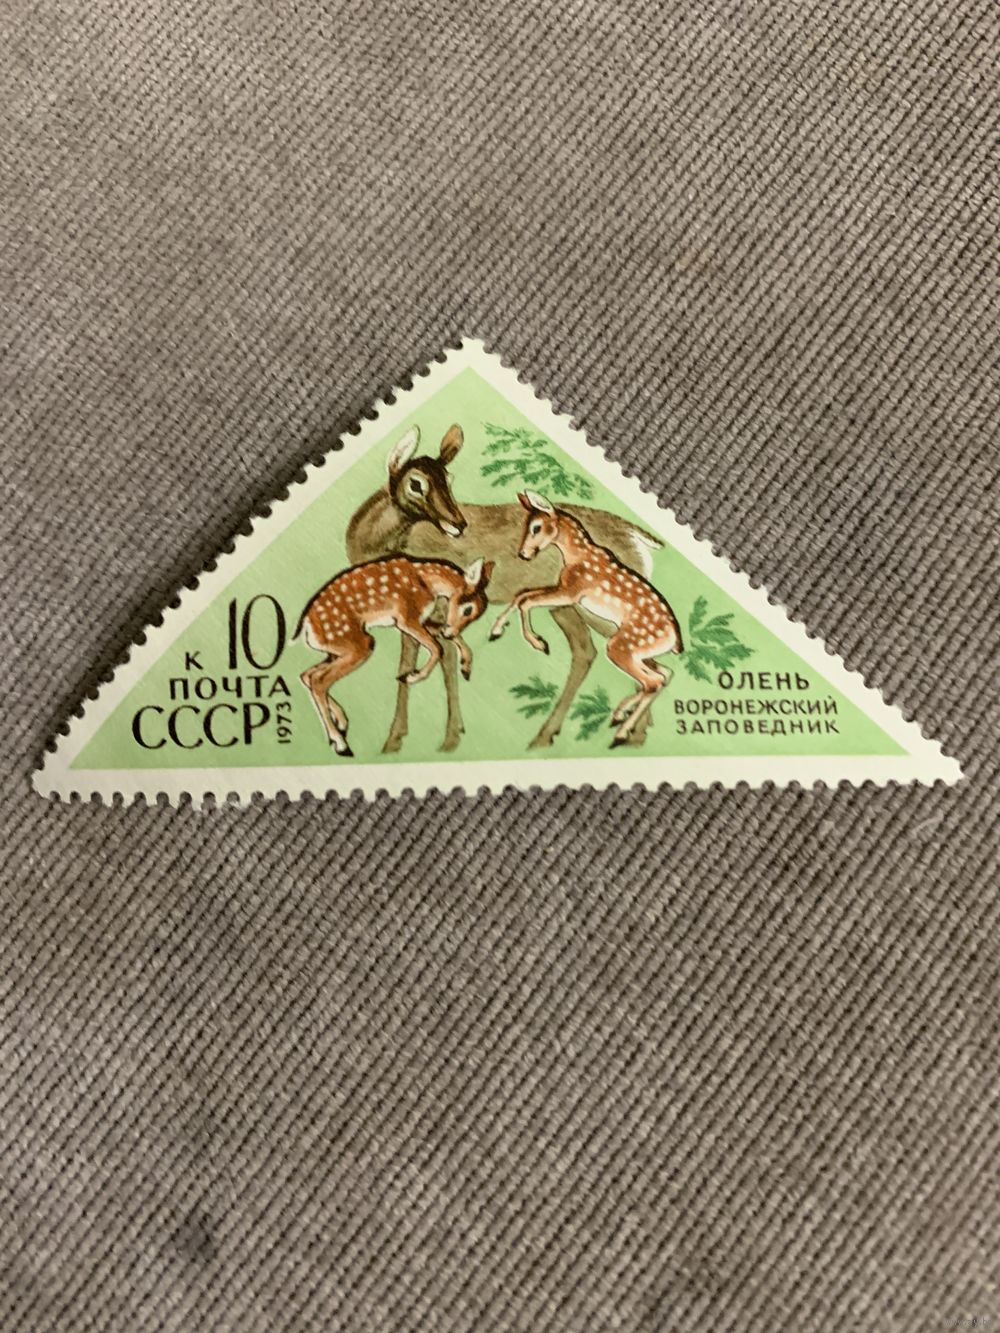 к 10
ПОЧТА
СССР 1973
ОЛЕНЬ
ВОРОНЕЖСКИЙ
ЗАПОВЕДНИК